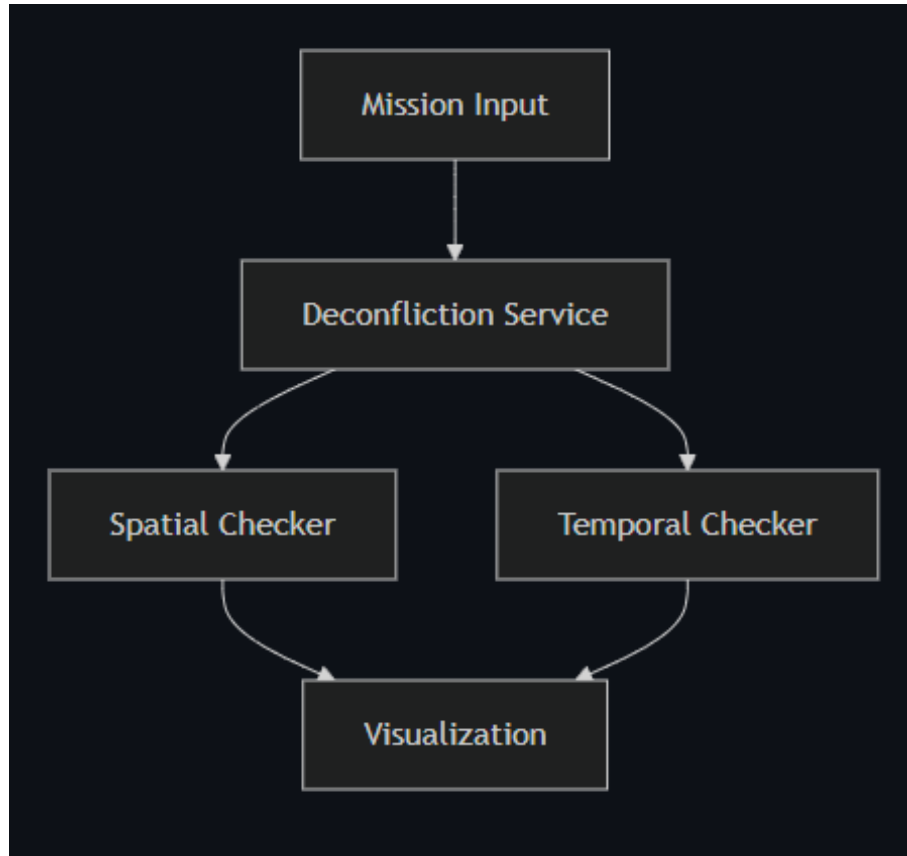 Mission Input
Deconfliction Service
Spatial Checker
Temporal Checker
Visualization